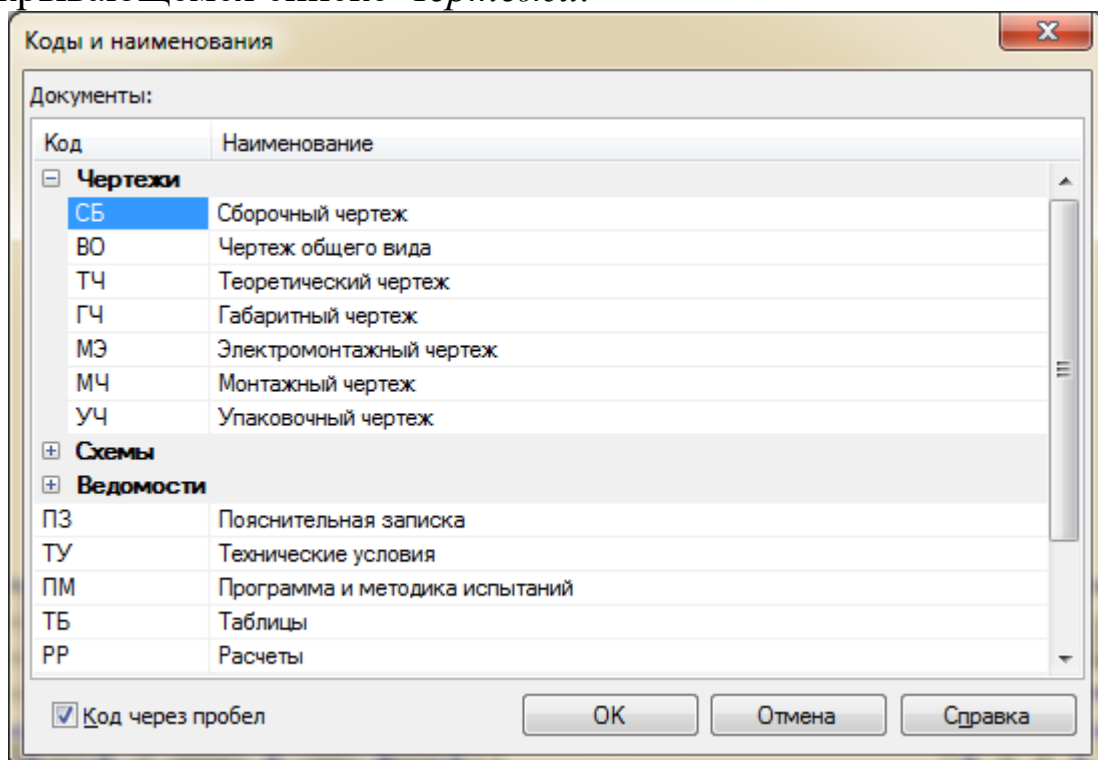 Коды и наименования
Документы:
Код Наименование
Чертежи
СБ Сборочный чертеж
ВО Чертеж общего вида
ТЧ Теоретический чертеж
ГЧ Габаритный чертеж
МЭ Электромонтажный чертеж
МЧ Монтажный чертеж
УЧ Упаковочный чертеж
Схемы
Ведомости
ПЗ Пояснительная записка
ТУ Технические условия
ПМ Программа и методика испытаний
ТБ Таблицы
РР Расчеты
Код через пробел ОК Отмена Справка